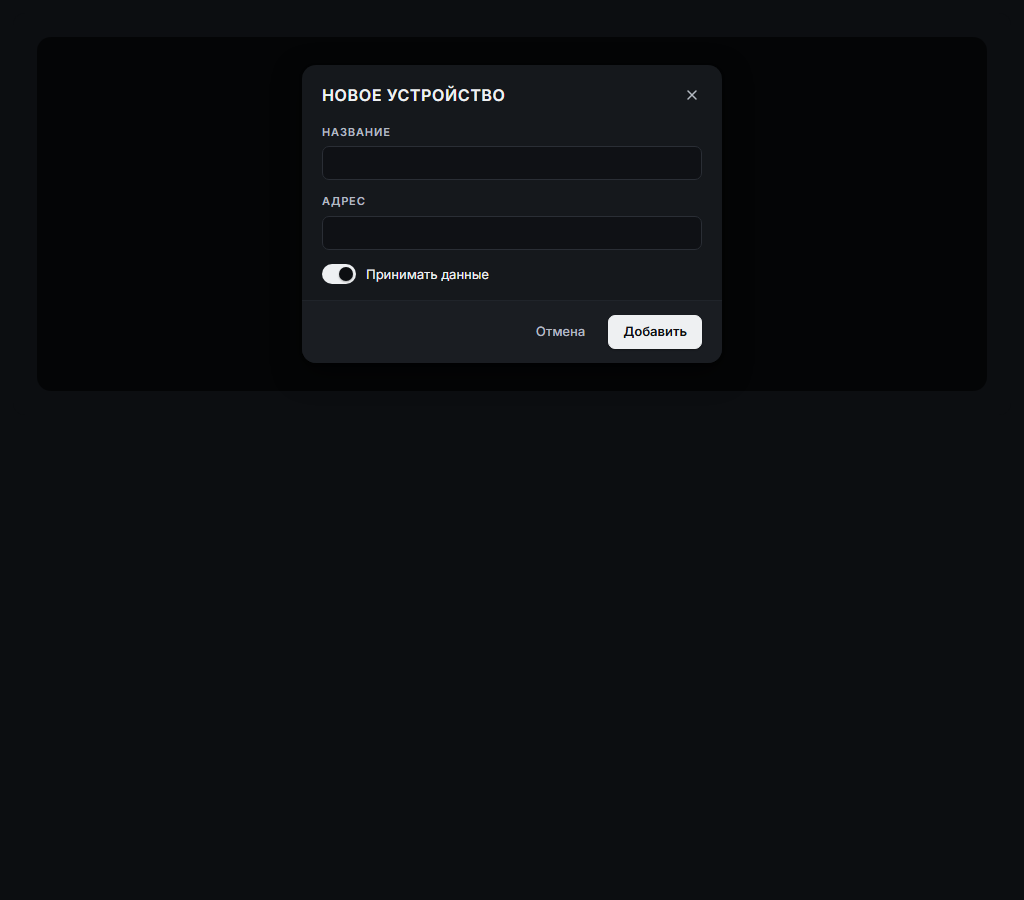 НОВОЕ УСТРОЙСТВО
НАЗВАНИЕ
АДРЕС
Принимать данные
Отмена
Добавить